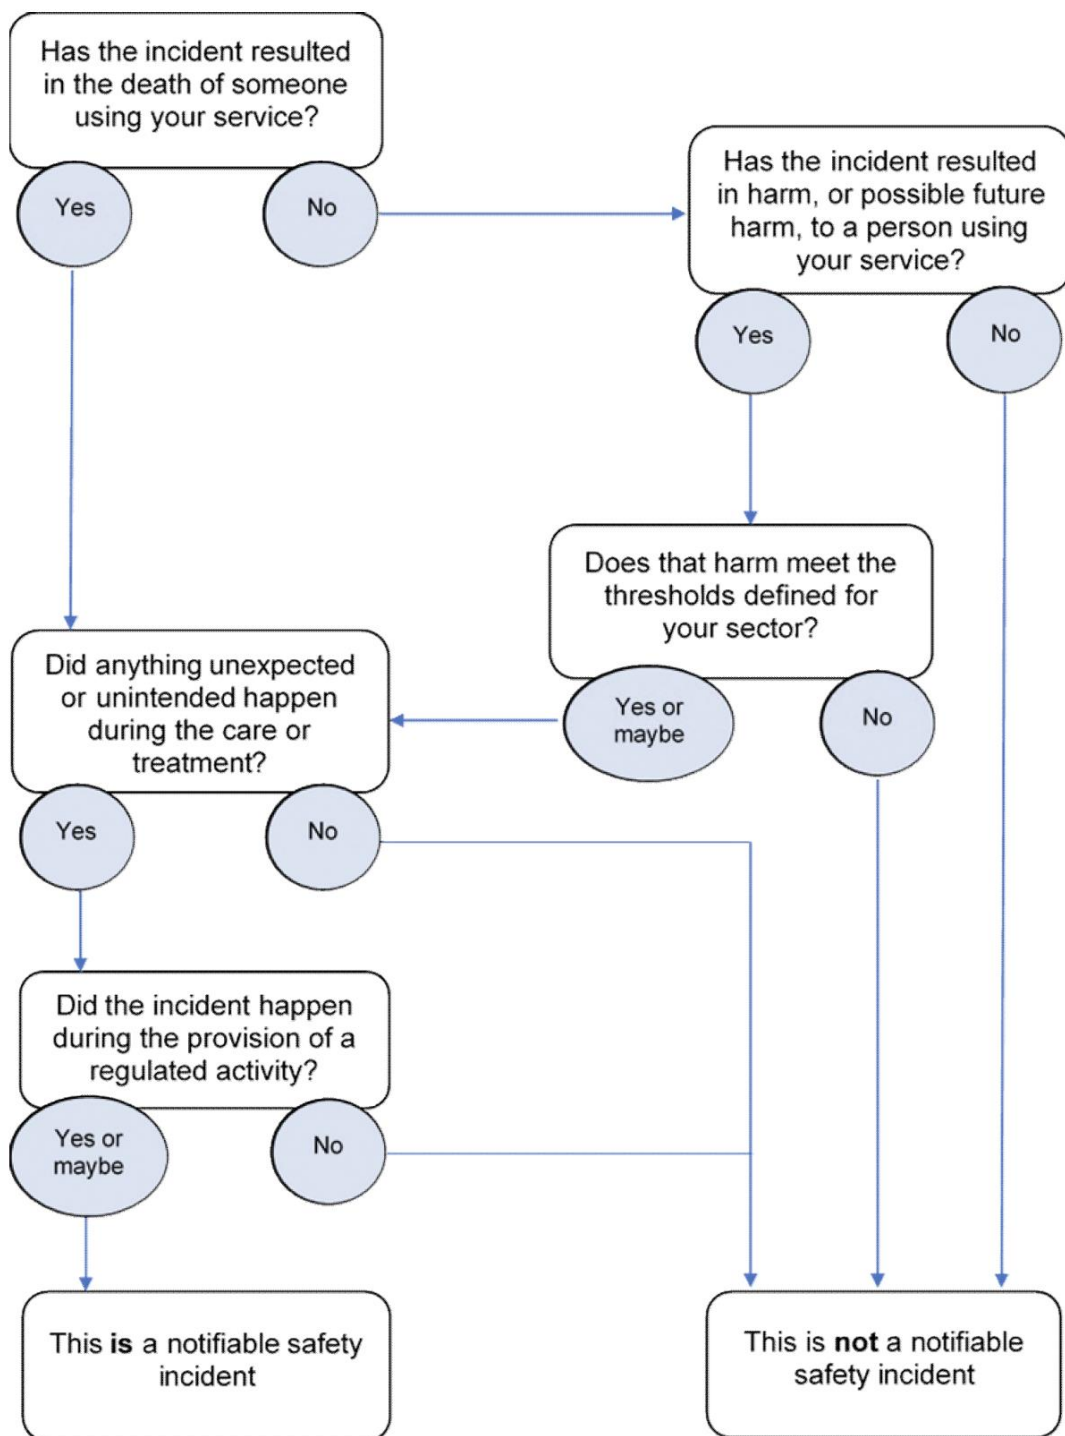 Has the incident resulted
in the death of someone
using your service?
Yes
No
Has the incident resulted
in harm, or possible future
harm, to a person using
your service?
Yes
No
Does that harm meet the
thresholds defined for
your sector?
Yes or
maybe
No
Did anything unexpected
or unintended happen
during the care or
treatment?
Yes
No
Did the incident happen
during the provision of a
regulated activity?
Yes or
maybe
No
This is a notifiable safety
incident
This is not a notifiable
safety incident